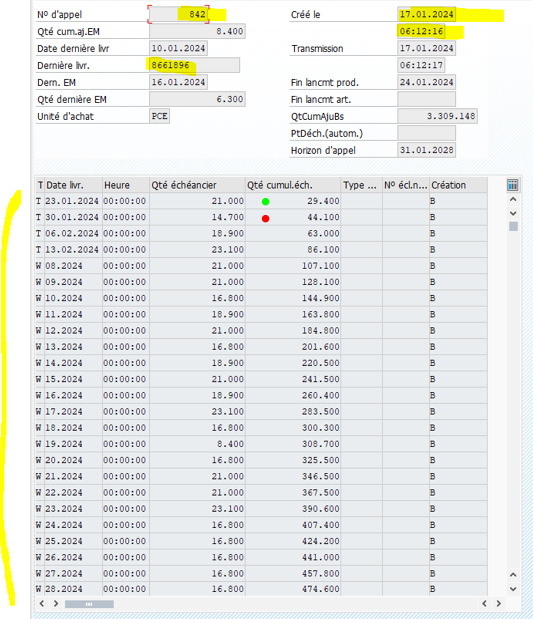 N° d'appel 842 Créé le 17.01.2024
Qté cum.aj.EM 8.400 06:12:16
Date dernière livr 10.01.2024 Transmission 17.01.2024
Dernière livr. 8661896 06:12:17
Dern. EM 16.01.2024 Fin lancmt prod. 24.01.2024
Qté dernière EM 6.300 Fin lancmt art.
Unité d'achat PCE QtCumAjuBs 3.309.148
PtDéch.(autom.)
Horizon d'appel 31.01.2028
T Date livr. Heure Qté échéancier Qté cumul.éch. Type ... N° écl.n... Création
T 23.01.2024 00:00:00 21.000 29.400 B
T 30.01.2024 00:00:00 14.700 44.100 B
T 06.02.2024 00:00:00 18.900 63.000 B
T 13.02.2024 00:00:00 23.100 86.100 B
W 08.2024 00:00:00 21.000 107.100 B
W 09.2024 00:00:00 21.000 128.100 B
W 10.2024 00:00:00 16.800 144.900 B
W 11.2024 00:00:00 18.900 163.800 B
W 12.2024 00:00:00 21.000 184.800 B
W 13.2024 00:00:00 16.800 201.600 B
W 14.2024 00:00:00 18.900 220.500 B
W 15.2024 00:00:00 21.000 241.500 B
W 16.2024 00:00:00 18.900 260.400 B
W 17.2024 00:00:00 23.100 283.500 B
W 18.2024 00:00:00 16.800 300.300 B
W 19.2024 00:00:00 8.400 308.700 B
W 20.2024 00:00:00 16.800 325.500 B
W 21.2024 00:00:00 21.000 346.500 B
W 22.2024 00:00:00 21.000 367.500 B
W 23.2024 00:00:00 23.100 390.600 B
W 24.2024 00:00:00 16.800 407.400 B
W 25.2024 00:00:00 16.800 424.200 B
W 26.2024 00:00:00 16.800 441.000 B
W 27.2024 00:00:00 16.800 457.800 B
W 28.2024 00:00:00 16.800 474.600 B